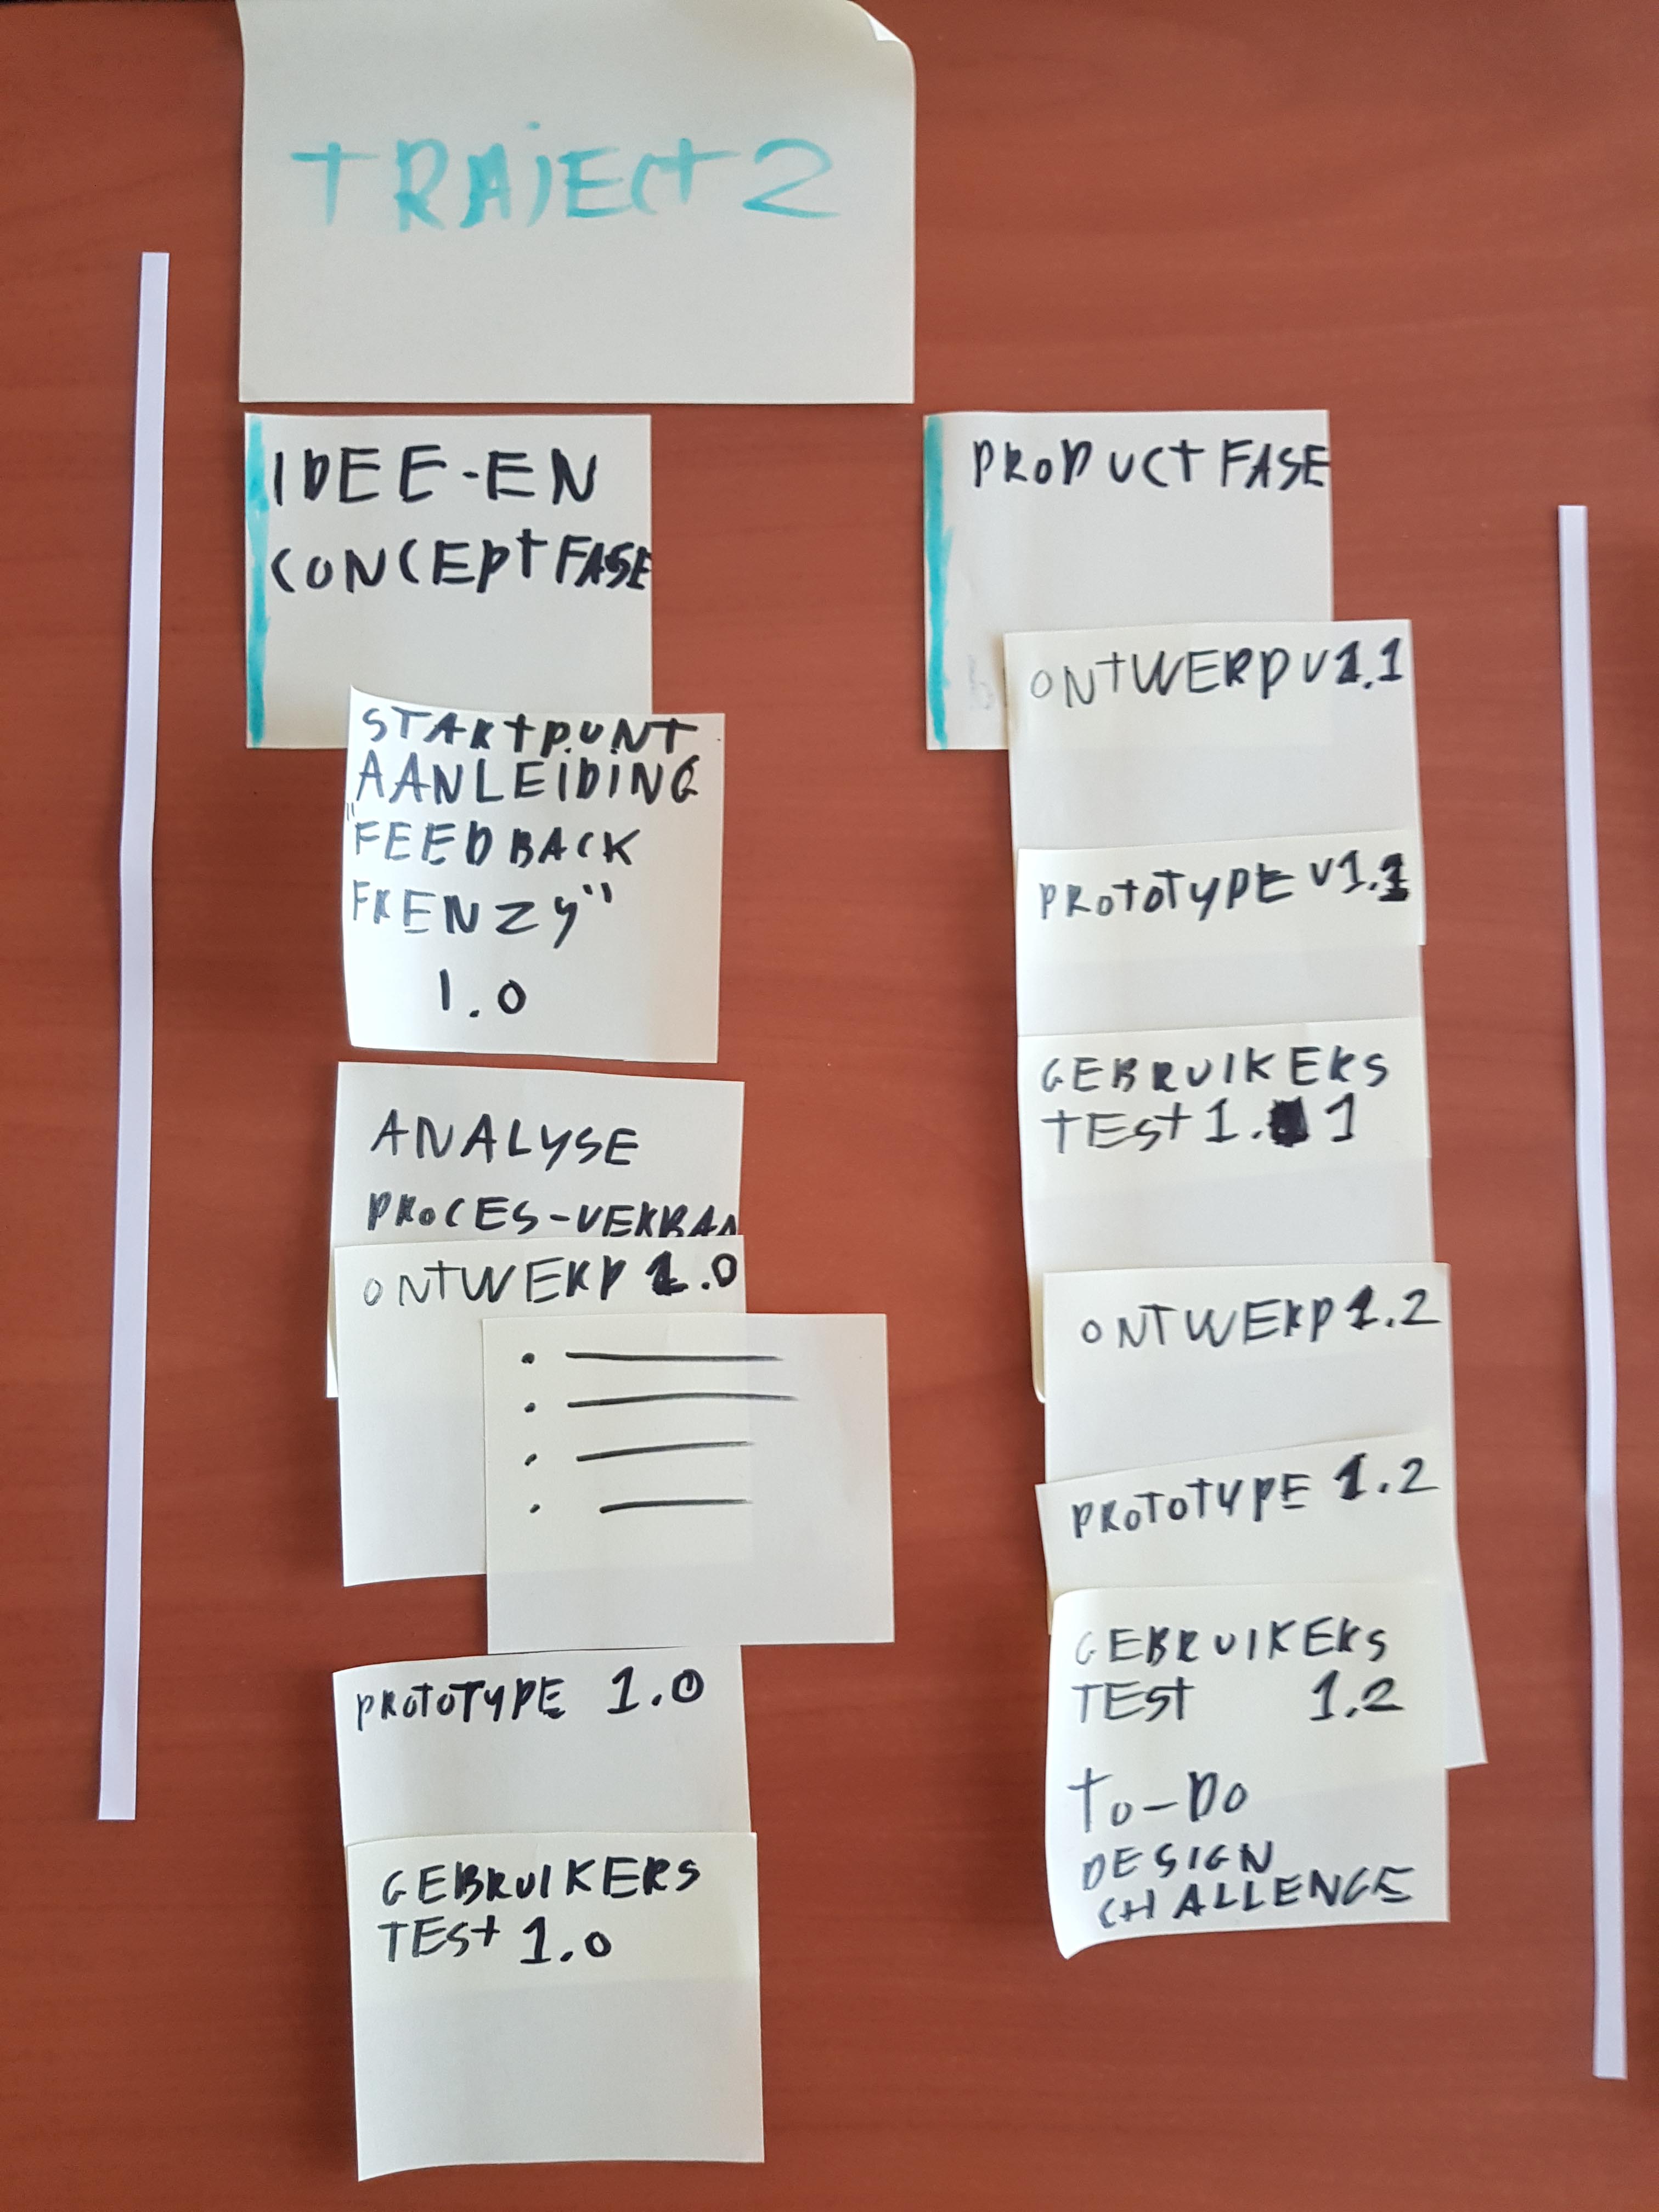 TRAJECT 2
IDEE-EN
CONCEPTFASE
STARTPUNT
AANLEIDING
"FEEDBACK
FRENZY"
1.0
ANALYSE
PROCES-VERBAA
ONTWERP 1.0
PROTOTYPE 1.0
GEBRUIKERS
TEST 1.0
PRODUCTFASE
ONTWERP V1.1
PROTOTYPE V1.1
GEBRUIKERS
TEST 1. 1
ONTWERP 1.2
PROTOTYPE 1.2
GEBRUIKERS
TEST 1.2
TO-DO
DESIGN
CHALLENGE